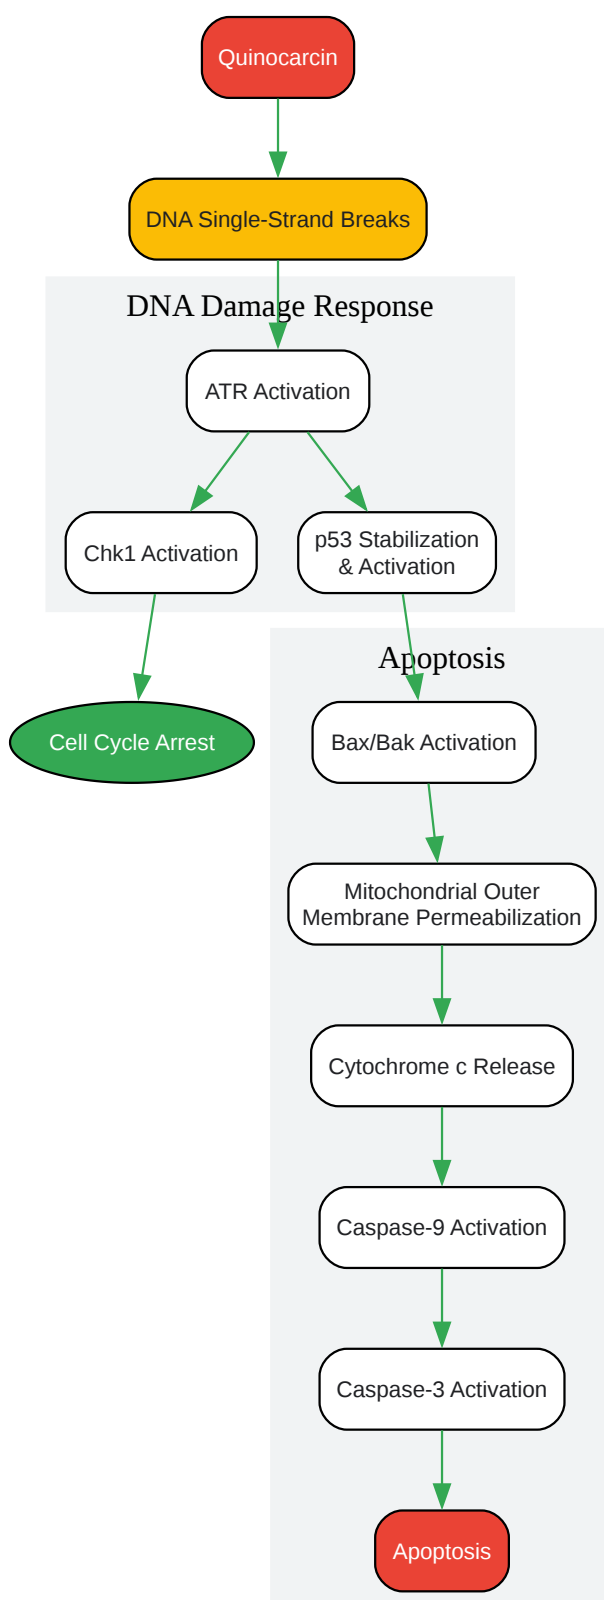 Quinocarcin
DNA Single-Strand Breaks
DNA Damage Response
ATR Activation
Chk1 Activation
p53 Stabilization
& Activation
Apoptosis
Cell Cycle Arrest
Bax/Bak Activation
Mitochondrial Outer
Membrane Permeabilization
Cytochrome c Release
Caspase-9 Activation
Caspase-3 Activation
Apoptosis